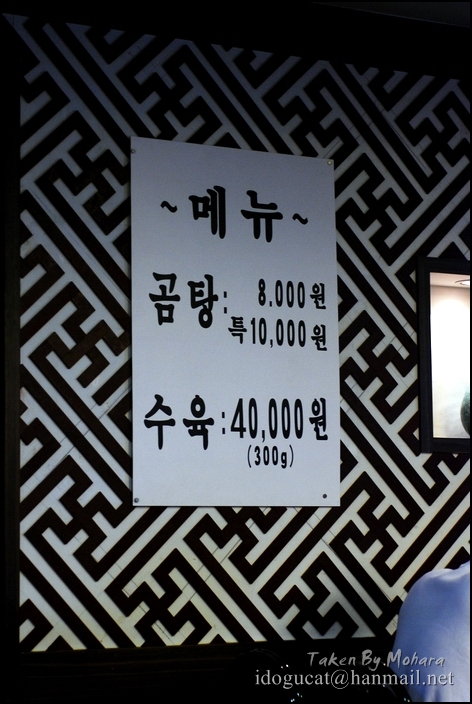 ~메뉴~
곰탕: 8.000원
특10,000원
수육:40,000원
(300g)
Taken By.Mohara
idogucat@hanmail.net